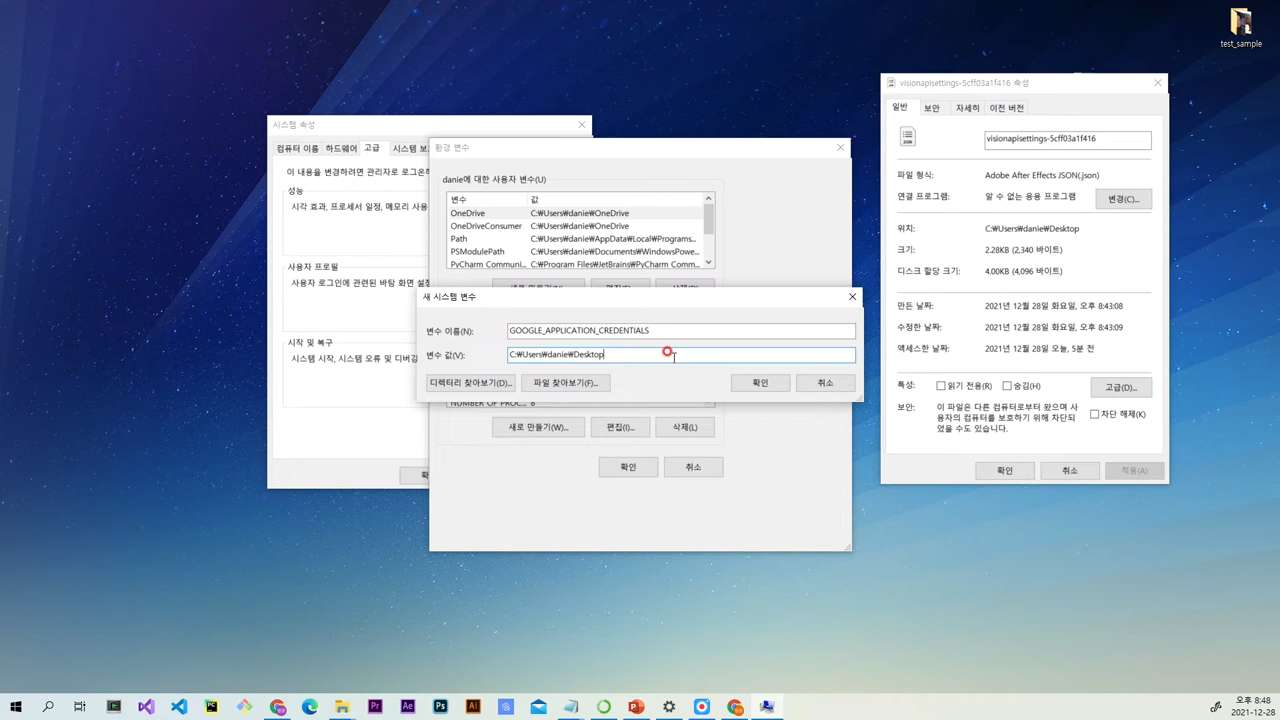 test_sample
시스템 속성
컴퓨터 이름 하드웨어 고급 시스템 보
이 내용을 변경하려면 관리자로 로그온해
성능
시각 효과, 프로세서 일정, 메모리 사용
사용자 프로필
사용자 로그인에 관련된 바탕 화면 설정
시작 및 복구
시스템 시작, 시스템 오류 및 디버깅
환경 변수
danie에 대한 사용자 변수(U)
변수 값
OneDrive C:₩Users₩danie₩OneDrive
OneDriveConsumer C:₩Users₩danie₩OneDrive
Path C:₩Users₩danie₩AppData₩Local₩Programs...
PSModulePath C:₩Users₩danie₩Documents₩WindowsPowe...
PyCharm Communi... C:₩Program Files₩JetBrains₩PyCharm Comm...
새 시스템 변수
변수 이름(N): GOOGLE_APPLICATION_CREDENTIALS
변수 값(V): C:₩Users₩danie₩Desktop
디렉터리 찾아보기(D)... 파일 찾아보기(F)... 확인 취소
NUMBER_OF_PROC... 8
새로 만들기(W)... 편집(I)... 삭제(L)
확인 취소
visionapisettings-5cff03a1f416 속성
일반 보안 자세히 이전 버전
visionapisettings-5cff03a1f416
파일 형식: Adobe After Effects JSON(.json)
연결 프로그램: 알 수 없는 응용 프로그램 변경(C)...
위치: C:₩Users₩danie₩Desktop
크기: 2.28KB (2,340 바이트)
디스크 할당 크기: 4.00KB (4,096 바이트)
만든 날짜: 2021년 12월 28일 화요일, 오후 8:43:08
수정한 날짜: 2021년 12월 28일 화요일, 오후 8:43:09
액세스한 날짜: 2021년 12월 28일 오늘, 5분 전
특성: 읽기 전용(R) 숨김(H) 고급(D)...
보안: 이 파일은 다른 컴퓨터로부터 왔으며 사
용자의 컴퓨터를 보호하기 위해 차단되
었을 수도 있습니다.
차단 해제(K)
확인 취소 적용(A)
오후 8:48
2021-12-28